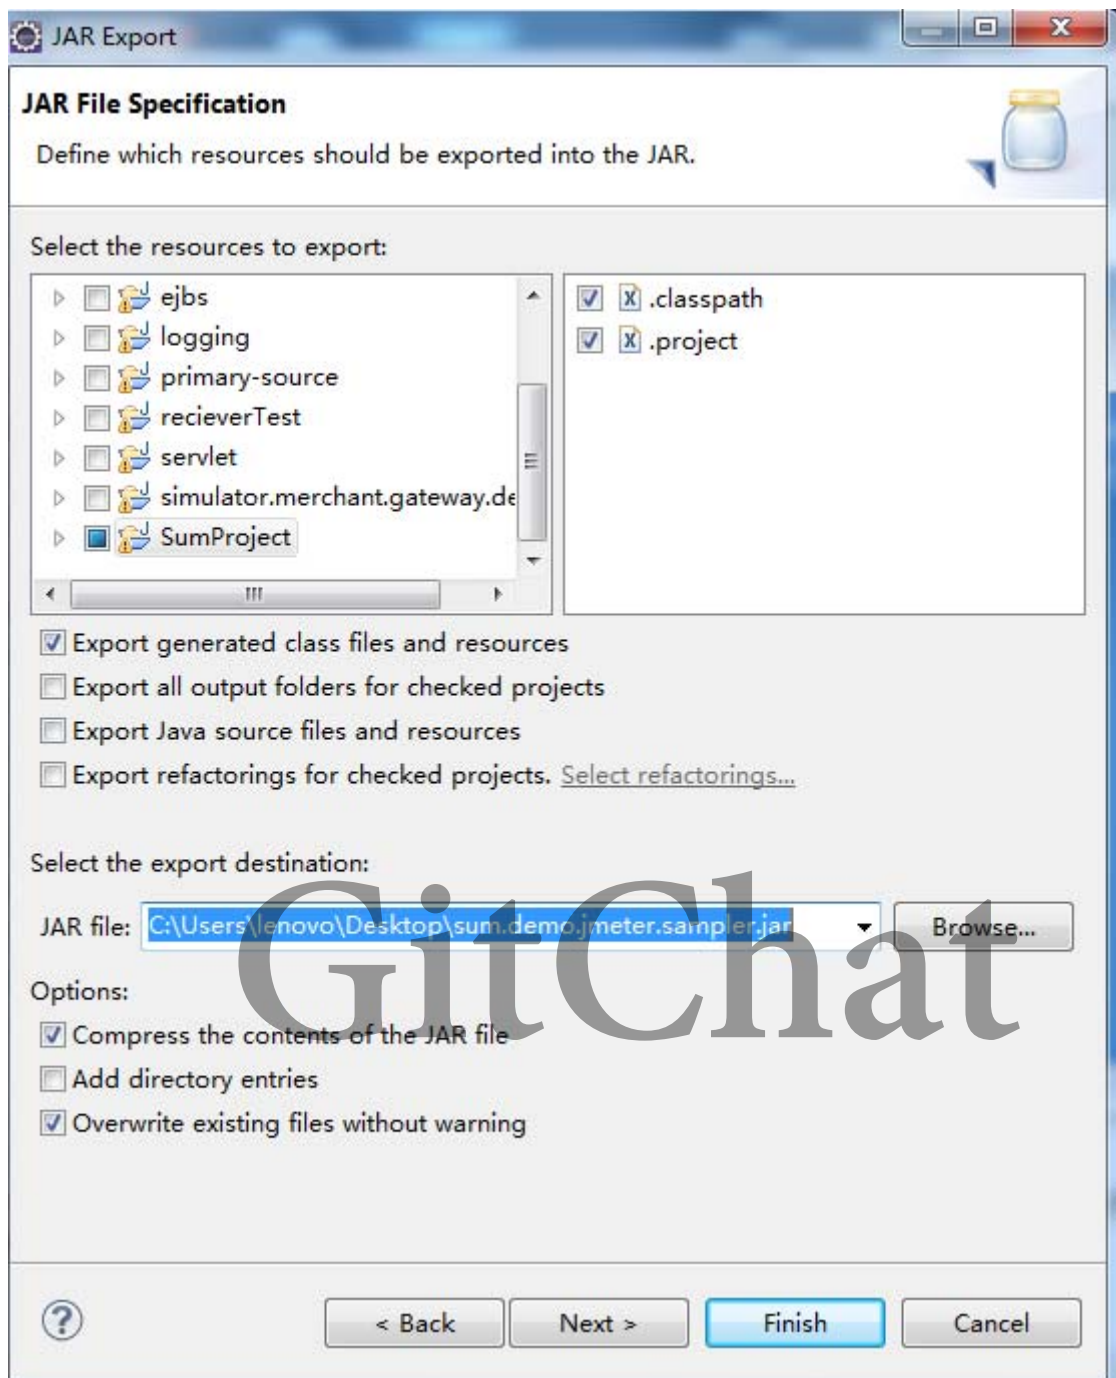 JAR Export
JAR File Specification
Define which resources should be exported into the JAR.
Select the resources to export:
ejbs
logging
primary-source
recieverTest
servlet
simulator.merchant.gateway.de
SumProject
.classpath
.project
Export generated class files and resources
Export all output folders for checked projects
Export Java source files and resources
Export refactorings for checked projects. Select refactorings...
Select the export destination:
JAR file: C:\Users\lenovo\Desktop\sum.demo.jmeter.sampler.jar Browse...
GitChat
Options:
Compress the contents of the JAR file
Add directory entries
Overwrite existing files without warning
? < Back Next > Finish Cancel